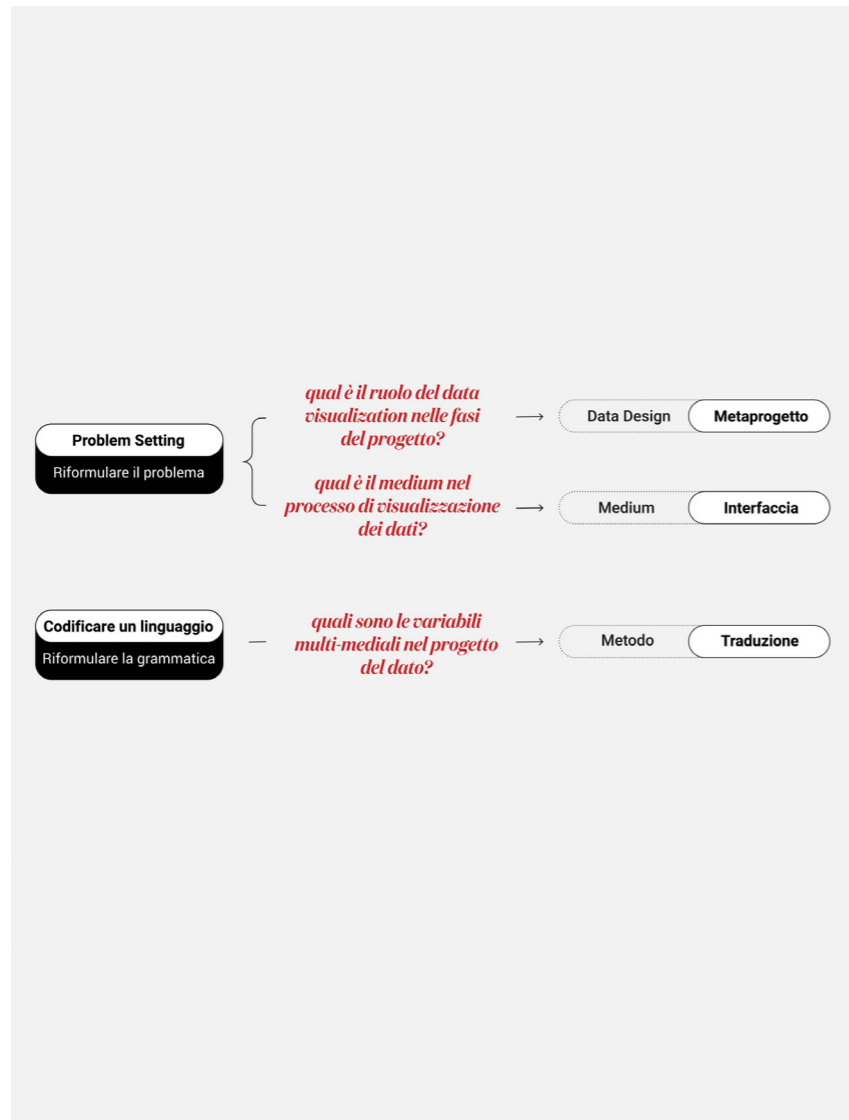 Problem Setting
Riformulare il problema
qual è il ruolo del data
visualization nelle fasi
del progetto?
Data Design
Metaprogetto
qual è il medium nel
processo di visualizzazione
dei dati?
Medium
Interfaccia
Codificare un linguaggio
Riformulare la grammatica
quali sono le variabili
multi-mediali nel progetto
del dato?
Metodo
Traduzione